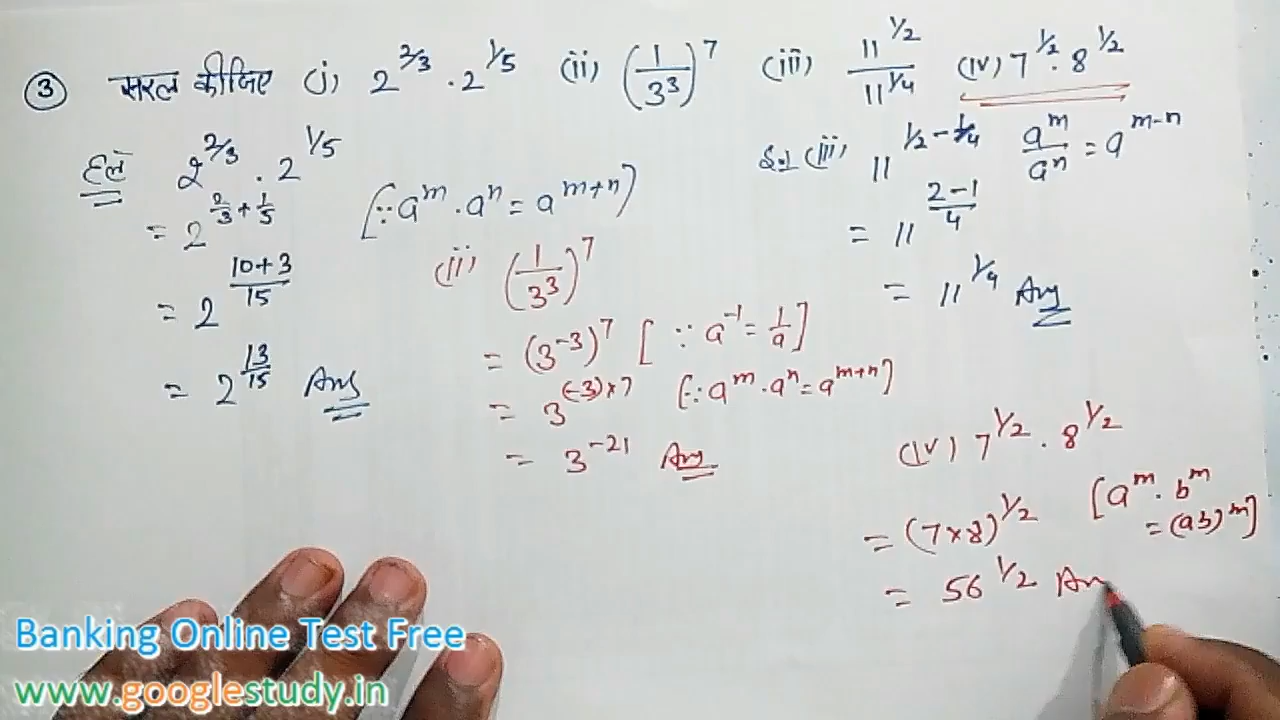 ③ सरल कीजिए (i) 2^{2/3} . 2^{1/5} (ii) (1/3^3)^7 (iii) 11^{1/2}/11^{1/4} (iv) 7^{1/2} . 8^{1/2}
हल 2^{2/3} . 2^{1/5}
= 2^{2/3 + 1/5} [∵ a^m . a^n = a^{m+n}]
= 2^{(10+3)/15}
= 2^{13/15} Ans
(ii) (1/3^3)^7
= (3^{-3})^7 [∵ a^{-1} = 1/a]
= 3^{(-3)×7} [∵ a^m . a^n = a^{m+n}]
= 3^{-21} Ans
(iii) 11^{1/2 - 1/4} a^m/a^n = a^{m-n}
= 11^{(2-1)/4}
= 11^{1/4} Ans
(iv) 7^{1/2} . 8^{1/2}
= (7×8)^{1/2} [a^m . b^m
= (ab)^m]
= 56^{1/2} An
Banking Online Test Free
www.googlestudy.in